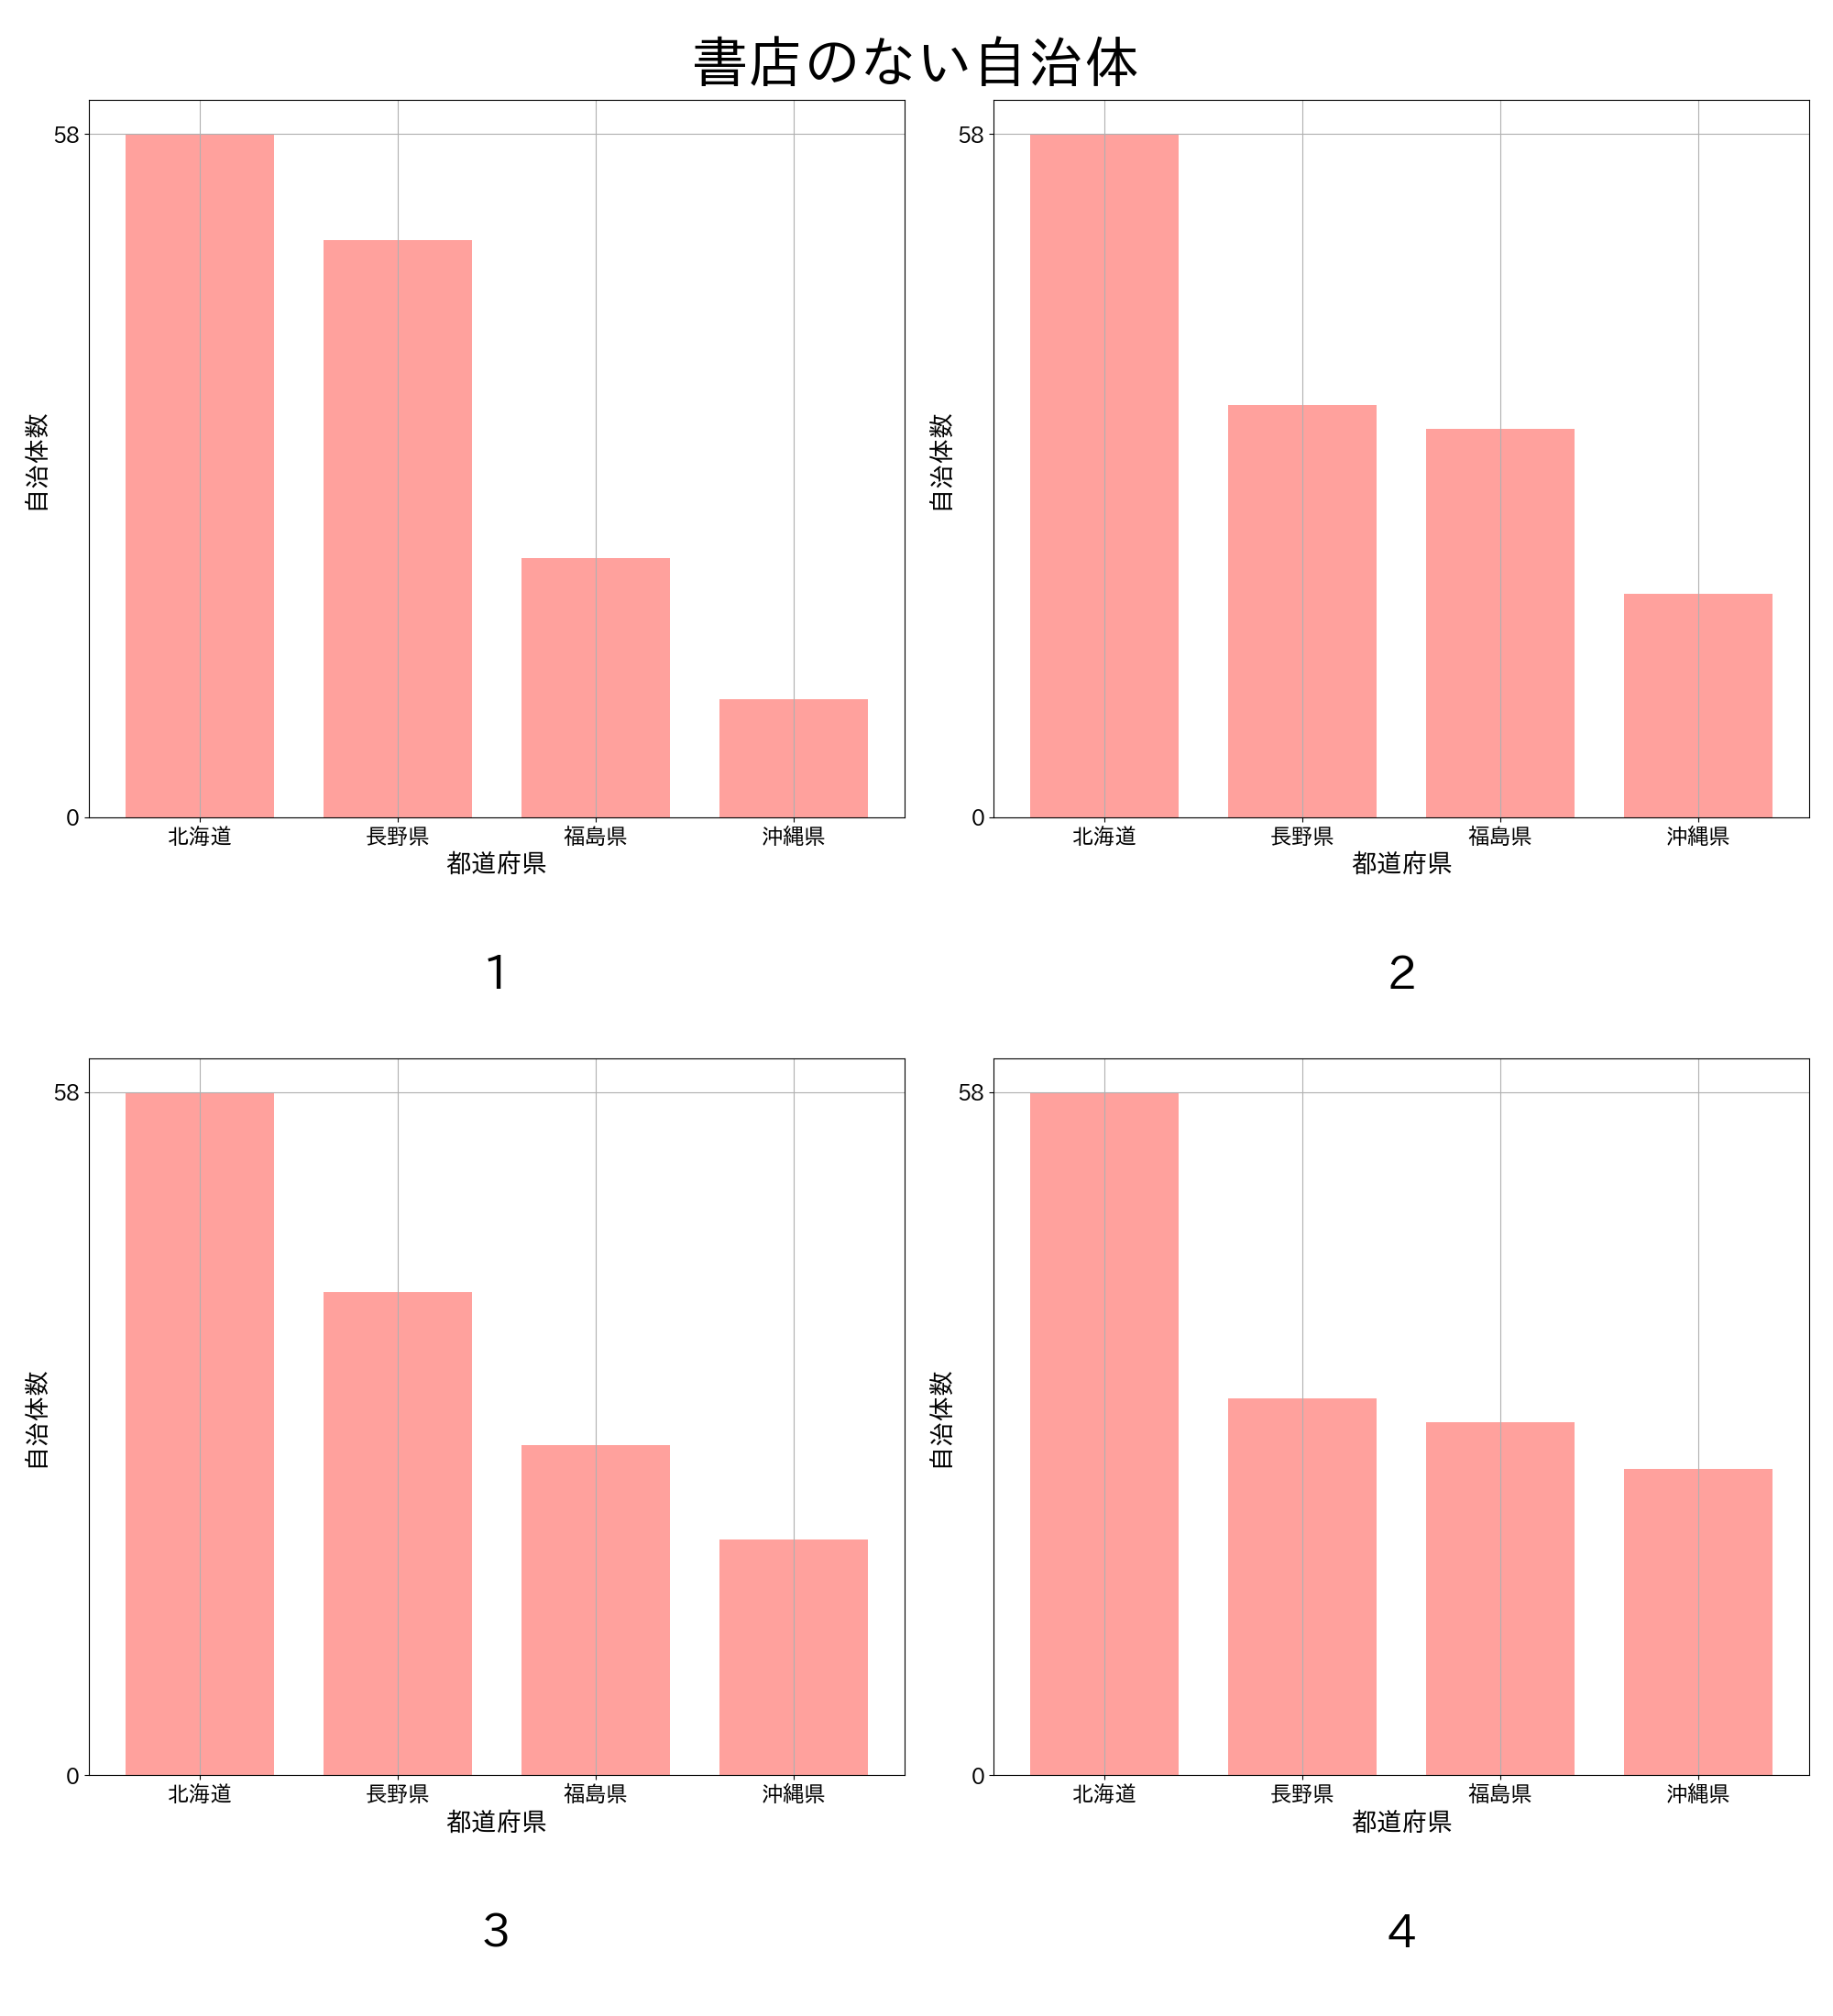 書店のない自治体
58
0
自治体数
北海道 長野県 福島県 沖縄県
都道府県
1
58
0
自治体数
北海道 長野県 福島県 沖縄県
都道府県
2
58
0
自治体数
北海道 長野県 福島県 沖縄県
都道府県
3
58
0
自治体数
北海道 長野県 福島県 沖縄県
都道府県
4